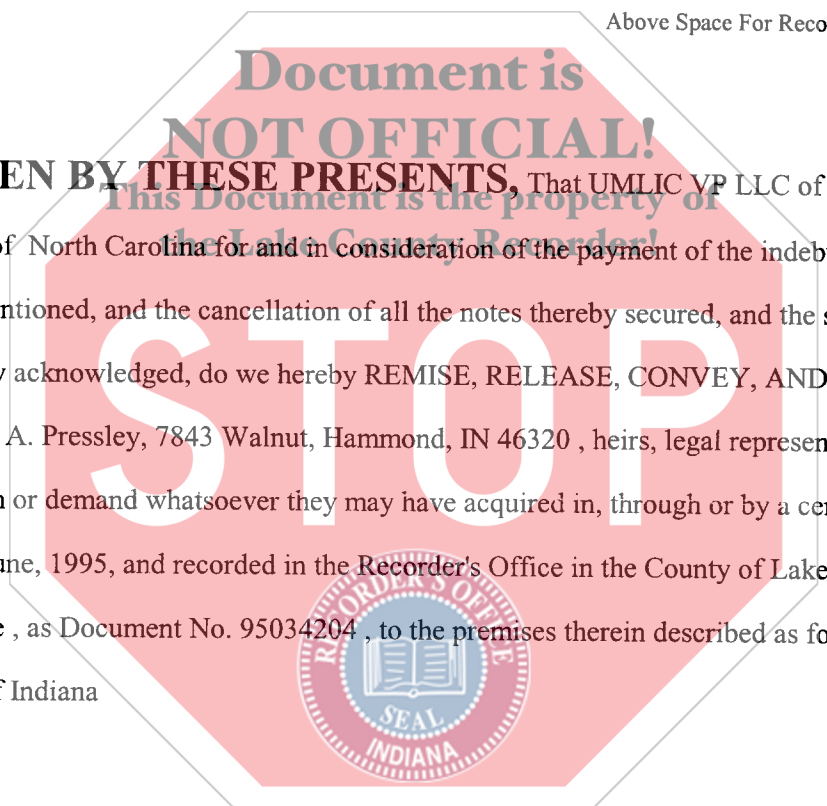 Above Space For Reco
Document is
NOT OFFICIAL!
EN BY THESE PRESENTS, That UMLIC VP LLC of
This Document is the property of
of North Carolina for and in consideration of the payment of the indeb
the Lake County Recorder!
ntioned, and the cancellation of all the notes thereby secured, and the s
y acknowledged, do we hereby REMISE, RELEASE, CONVEY, AND
A. Pressley, 7843 Walnut, Hammond, IN 46320 , heirs, legal represen
n or demand whatsoever they may have acquired in, through or by a cer
une, 1995, and recorded in the Recorder's Office in the County of Lake
e , as Document No. 95034204 , to the premises therein described as fo
f Indiana
STOP
RECORDER'S OFFICE
SEAL
INDIANA